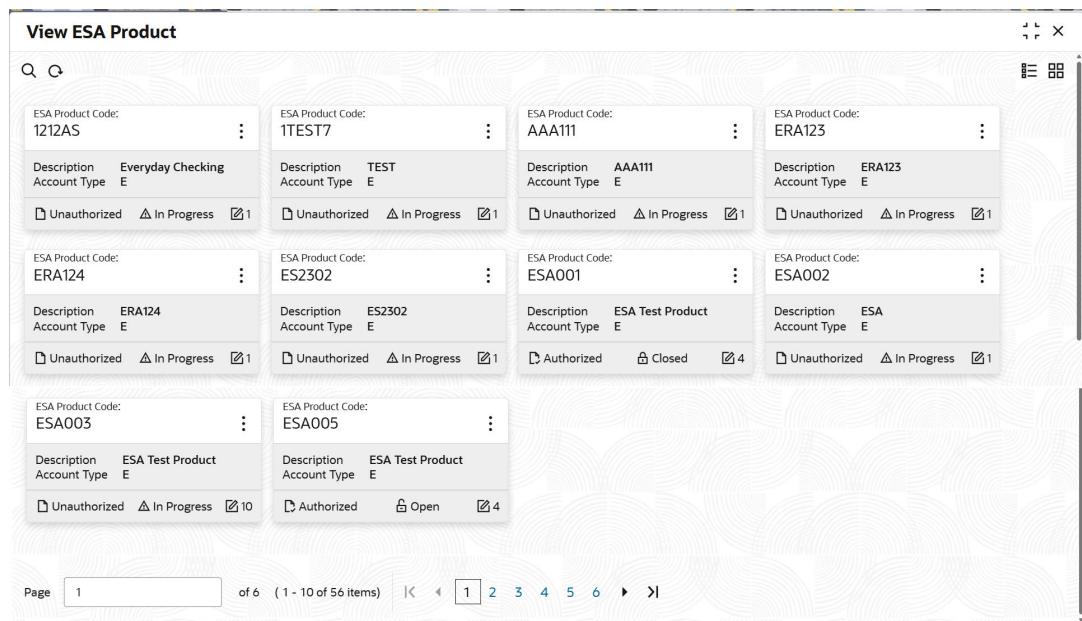 View ESA Product
ESA Product Code:
1212AS
Description Everyday Checking
Account Type E
Unauthorized In Progress 1
ESA Product Code:
1TEST7
Description TEST
Account Type E
Unauthorized In Progress 1
ESA Product Code:
AAA111
Description AAA111
Account Type E
Unauthorized In Progress 1
ESA Product Code:
ERA123
Description ERA123
Account Type E
Unauthorized In Progress 1
ESA Product Code:
ERA124
Description ERA124
Account Type E
Unauthorized In Progress 1
ESA Product Code:
ES2302
Description ES2302
Account Type E
Unauthorized In Progress 1
ESA Product Code:
ESA001
Description ESA Test Product
Account Type E
Authorized Closed 4
ESA Product Code:
ESA002
Description ESA
Account Type E
Unauthorized In Progress 1
ESA Product Code:
ESA003
Description ESA Test Product
Account Type E
Unauthorized In Progress 10
ESA Product Code:
ESA005
Description ESA Test Product
Account Type E
Authorized Open 4
Page 1 of 6 ( 1 - 10 of 56 items) 1 2 3 4 5 6